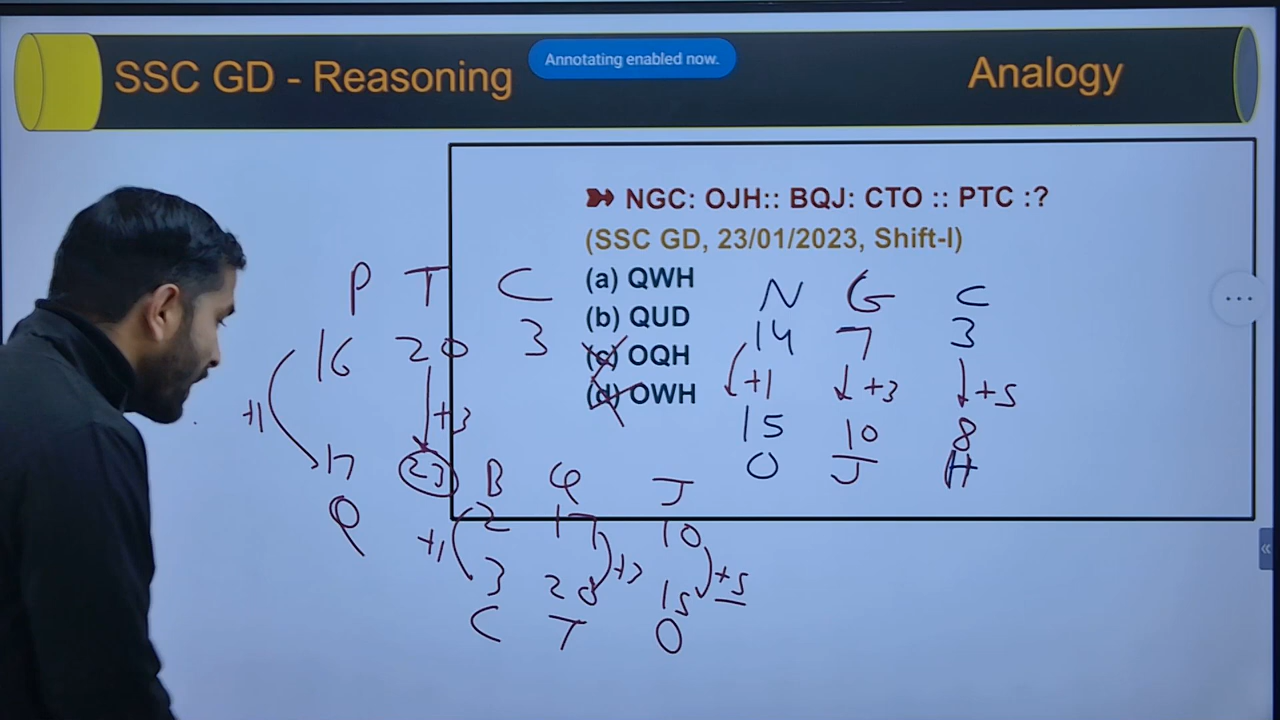 SSC GD - Reasoning
Annotating enabled now.
Analogy
NGC: OJH:: BQJ: CTO :: PTC :?
(SSC GD, 23/01/2023, Shift-I)
(a) QWH
(b) QUD
(c) OQH
(d) OWH
P T C
16 20 3
+1 +3
17 23
Q
N G C
14 7 3
+1 +3 +5
15 10 8
O J H
B Q J
2 17 10
+1 +3 +5
3 20 15
C T O